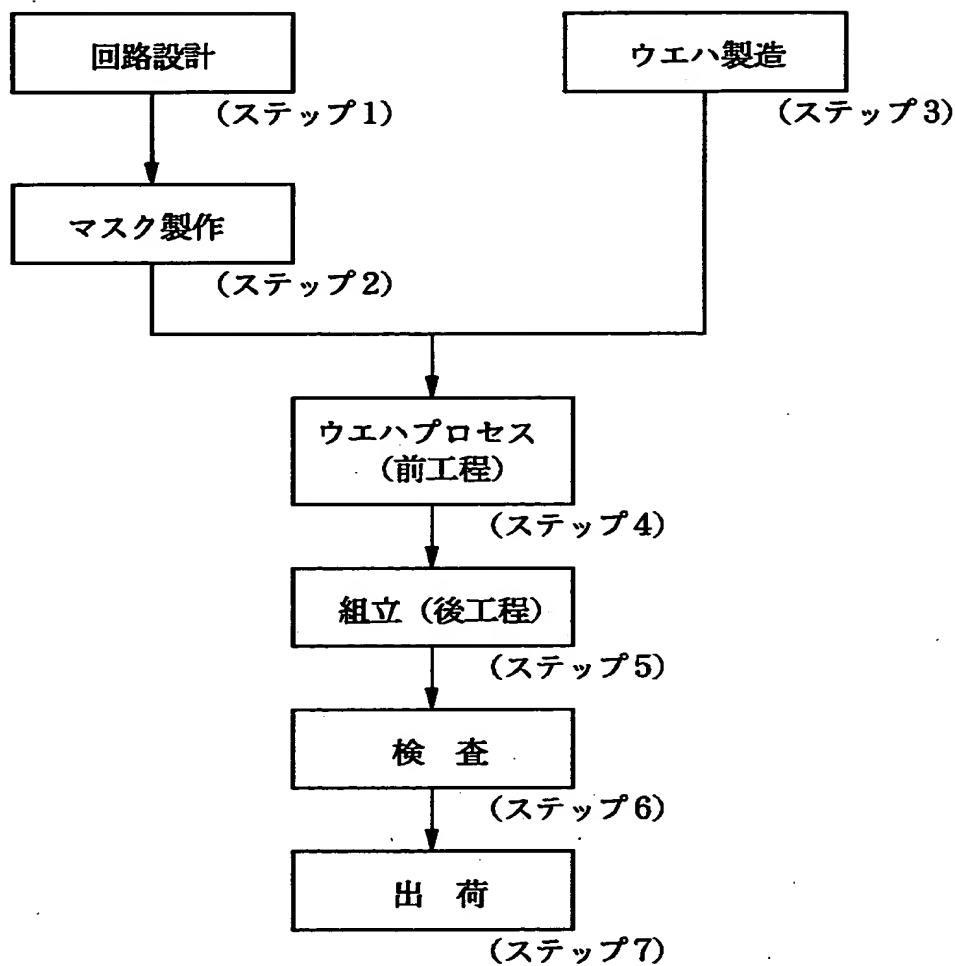 回路設計
(ステップ1)
マスク製作
(ステップ2)
ウエハ製造
(ステップ3)
ウエハプロセス
(前工程)
(ステップ4)
組立 (後工程)
(ステップ5)
検 査
(ステップ6)
出 荷
(ステップ7)